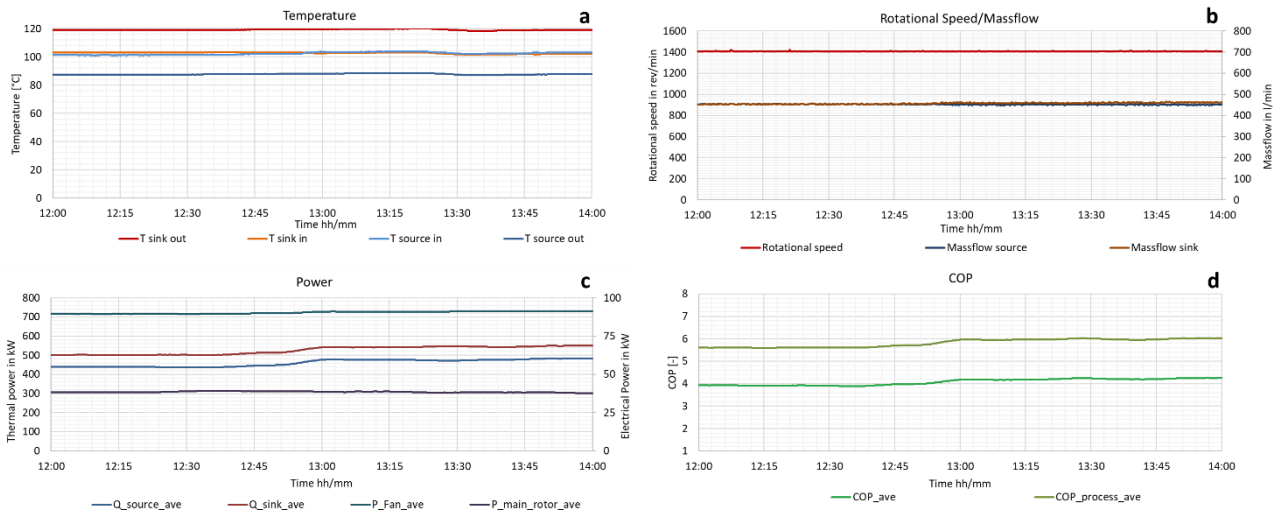 Temperature
a
Temperature [°C]
120
100
80
60
40
20
0
12:00 12:15 12:30 12:45 13:00 13:15 13:30 13:45 14:00
Time hh/mm
T sink out T sink in T source in T source out
Rotational Speed/Massflow
b
Rotational speed in rev/min
1600
1400
1200
1000
800
600
400
200
0
800
700
600
500
400
300
200
100
0
Massflow in l/min
12:00 12:15 12:30 12:45 13:00 13:15 13:30 13:45 14:00
Time hh/mm
Rotational speed Massflow source Massflow sink
Power
c
Thermal power in kW
800
700
600
500
400
300
200
100
0
100
75
50
25
0
Electrical Power in kW
12:00 12:15 12:30 12:45 13:00 13:15 13:30 13:45 14:00
Time hh/mm
Q_source_ave Q_sink_ave P_Fan_ave P_main_rotor_ave
COP
d
COP [-]
8
7
6
5
4
3
2
1
12:00 12:15 12:30 12:45 13:00 13:15 13:30 13:45 14:00
Time hh/mm
COP_ave COP_process_ave